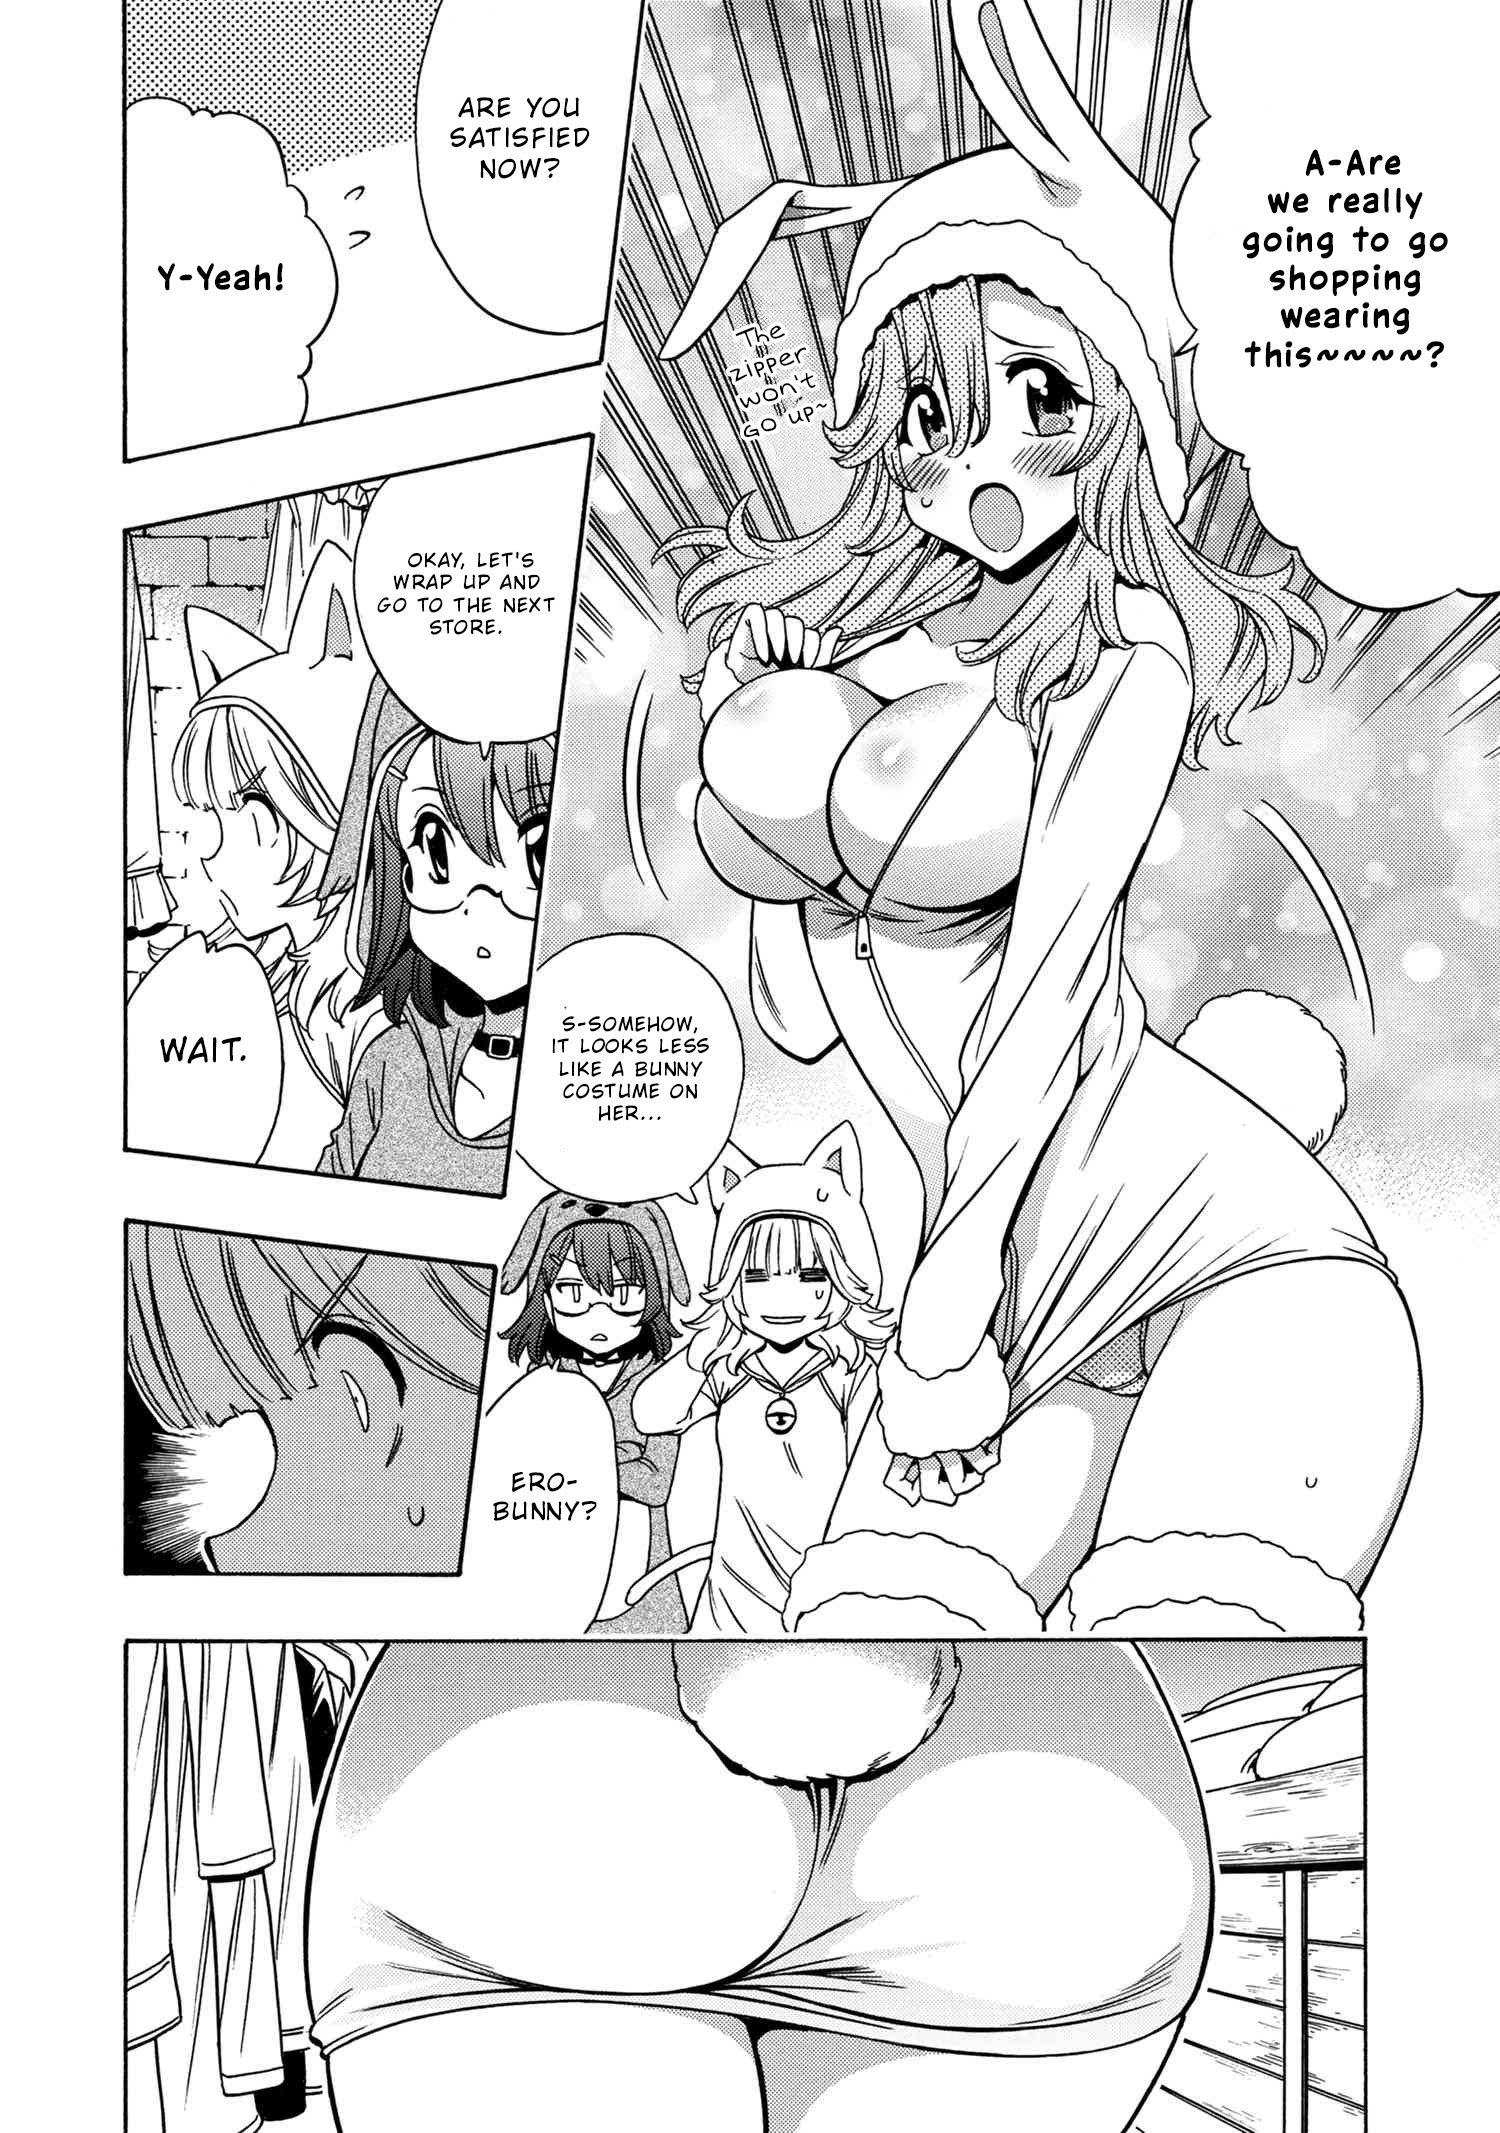 A-Are
we really
going to go
shopping
wearing
this~~~~?
The
zipper
won't
go up~
S-SOMEHOW,
IT LOOKS LESS
LIKE A BUNNY
COSTUME ON
HER...
ERO-
BUNNY?
ARE YOU
SATISFIED
NOW?
Y-Yeah!
OKAY, LET'S
WRAP UP AND
GO TO THE NEXT
STORE.
WAIT.